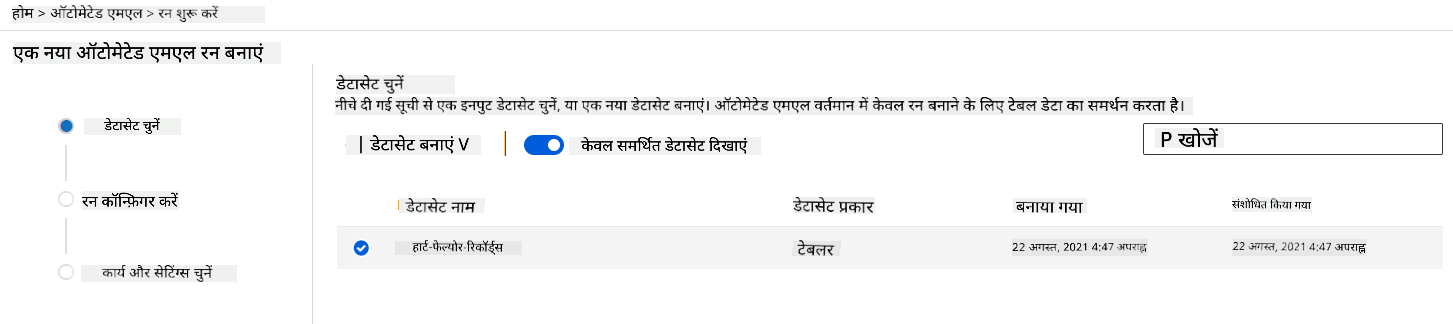 होम > ऑटोमेटेड एमएल > रन शुरू करें
एक नया ऑटोमेटेड एमएल रन बनाएं
डेटासेट चुनें
रन कॉन्फ़िगर करें
कार्य और सेटिंग्स चुनें
डेटासेट चुनें
नीचे दी गई सूची से एक इनपुट डेटासेट चुनें, या एक नया डेटासेट बनाएं। ऑटोमेटेड एमएल वर्तमान में केवल रन बनाने के लिए टेबल डेटा का समर्थन करता है।
| डेटासेट बनाएं V केवल समर्थित डेटासेट दिखाएं P खोजें
डेटासेट नाम डेटासेट प्रकार बनाया गया संशोधित किया गया
हार्ट-फेल्योर-रिकॉर्ड्स टेबलर 22 अगस्त, 2021 4:47 अपराह्न 22 अगस्त, 2021 4:47 अपराह्न